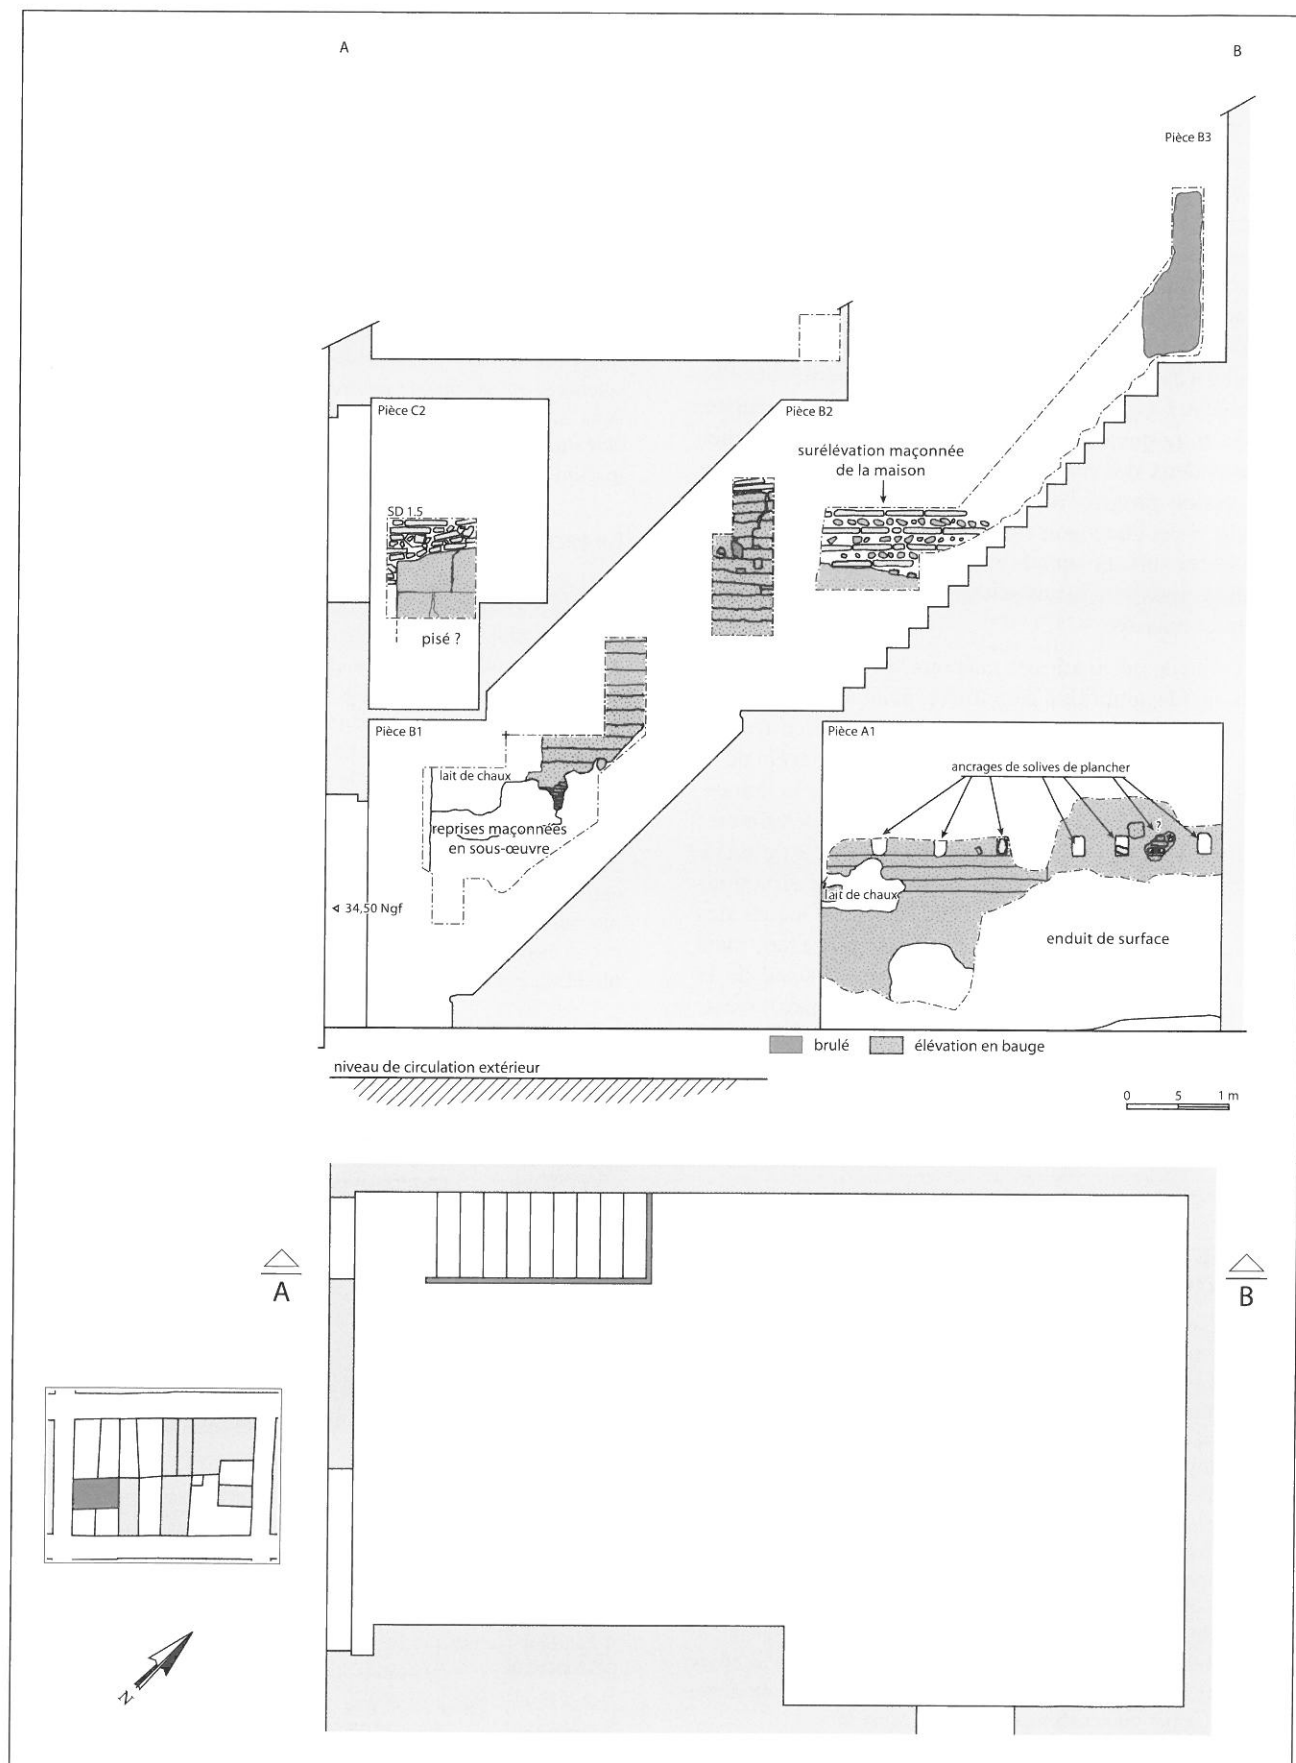 A
B
Pièce B3
Pièce C2
Pièce B2
surélévation maçonnée
de la maison
SD 1.5
pisé ?
Pièce B1
Pièce A1
lait de chaux
ancrages de solives de plancher
?
reprises maçonnées
en sous-œuvre
lait de chaux
34,50 Ngf
enduit de surface
brulé
élévation en bauge
niveau de circulation extérieur
0 5 1 m
A
B
N